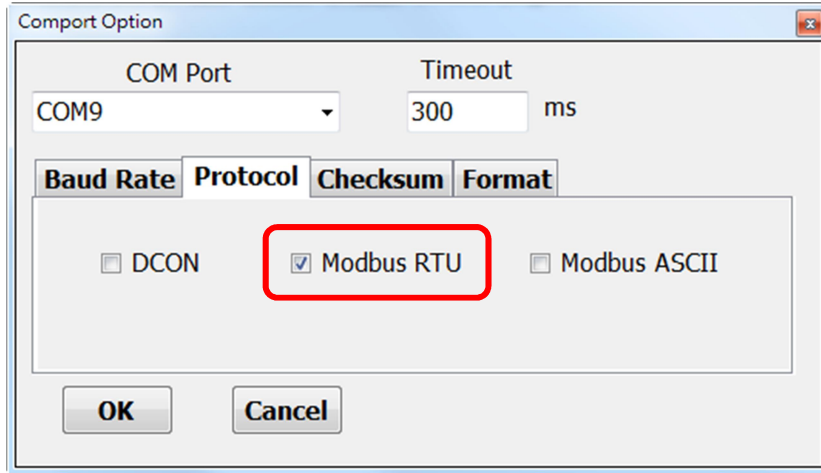 Comport Option
COM Port Timeout
COM9 300 ms
Baud Rate Protocol Checksum Format
DCON Modbus RTU Modbus ASCII
OK Cancel